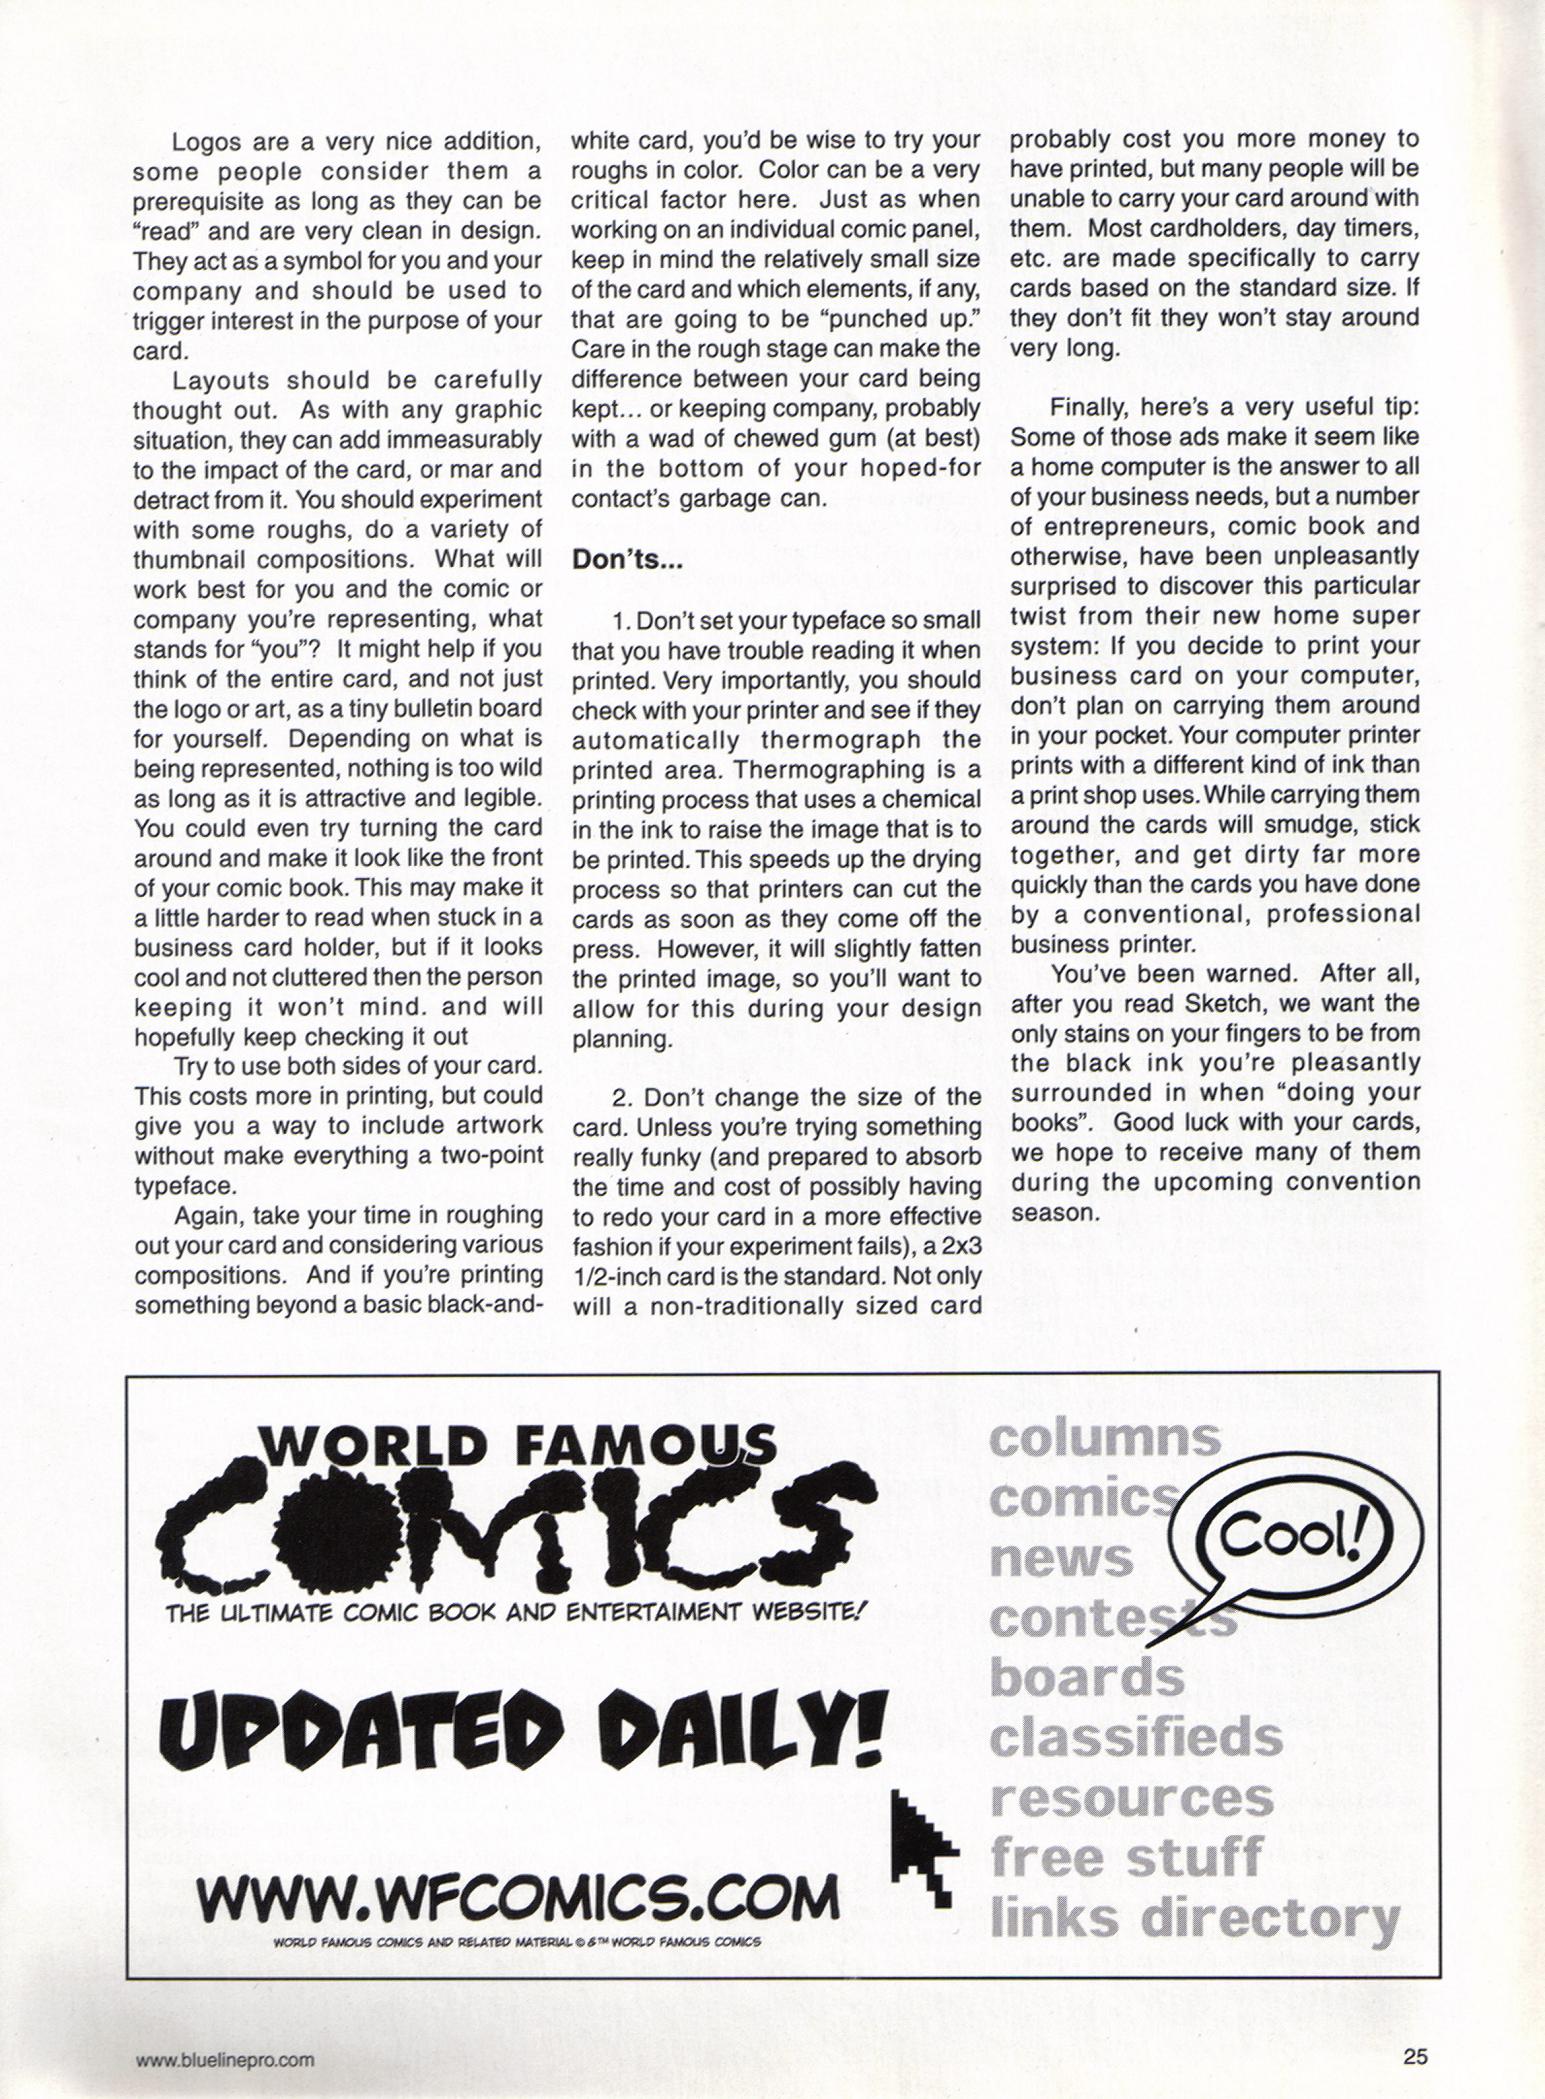 Logos are a very nice addition,
some people consider them a
prerequisite as long as they can be
“read” and are very clean in design.
They act as a symbol for you and your
company and should be used to
trigger interest in the purpose of your
card.
Layouts should be carefully
thought out. As with any graphic
situation, they can add immeasurably
to the impact of the card, or mar and
detract from it. You should experiment
with some roughs, do a variety of
thumbnail compositions. What will
work best for you and the comic or
company you're representing, what
stands for “you”? It might help if you
think of the entire card, and not just
the logo or art, as a tiny bulletin board
for yourself. Depending on what is
being represented, nothing is too wild
as long as it is attractive and legible.
You could even try turning the card
around and make it look like the front
of your comic book. This may make it
a little harder to read when stuck in a
business card holder, but if it looks
cool and not cluttered then the person
keeping it won't mind. and will
hopefully keep checking it out
Try to use both sides of your card.
This costs more in printing, but could
give you a way to include artwork
without make everything a two-point
typeface.
Again, take your time in roughing
out your card and considering various
compositions. And if you're printing
something beyond a basic black-and-
white card, you'd be wise to try your
roughs in color. Color can be a very
critical factor here. Just as when
working on an individual comic panel,
keep in mind the relatively small size
of the card and which elements, if any,
that are going to be “punched up.”
Care in the rough stage can make the
difference between your card being
kept... or keeping company, probably
with a wad of chewed gum (at best)
in the bottom of your hoped-for
contact's garbage can.
Don'ts...
1. Don't set your typeface so small
that you have trouble reading it when
printed. Very importantly, you should
check with your printer and see if they
automatically thermograph the
printed area. Thermographing is a
printing process that uses a chemical
in the ink to raise the image that is to
be printed. This speeds up the drying
process so that printers can cut the
cards as soon as they come off the
press. However, it will slightly fatten
the printed image, so you'll want to
allow for this during your design
planning.
2. Don't change the size of the
card. Unless you're trying something
really funky (and prepared to absorb
the time and cost of possibly having
to redo your card in a more effective
fashion if your experiment fails), a 2x3
1/2-inch card is the standard. Not only
will a non-traditionally sized card
probably cost you more money to
have printed, but many people will be
unable to carry your card around with
them. Most cardholders, day timers,
etc. are made specifically to carry
cards based on the standard size. If
they don't fit they won't stay around
very long.
Finally, here's a very useful tip:
Some of those ads make it seem like
a home computer is the answer to all
of your business needs, but a number
of entrepreneurs, comic book and
otherwise, have been unpleasantly
surprised to discover this particular
twist from their new home super
system: If you decide to print your
business card on your computer,
don't plan on carrying them around
in your pocket. Your computer printer
prints with a different kind of ink than
a print shop uses. While carrying them
around the cards will smudge, stick
together, and get dirty far more
quickly than the cards you have done
by a conventional, professional
business printer.
You've been warned. After all,
after you read Sketch, we want the
only stains on your fingers to be from
the black ink you're pleasantly
surrounded in when “doing your
books”. Good luck with your cards,
we hope to receive many of them
during the upcoming convention
season.
WORLD FAMOUS
COMICS
THE ULTIMATE COMIC BOOK AND ENTERTAIMENT WEBSITE!
UPDATED DAILY!
WWW.WFCOMICS.COM
WORLD FAMOUS COMICS AND RELATED MATERIAL © &™ WORLD FAMOUS COMICS
columns
comics
news
contests
boards
classifieds
resources
free stuff
links directory
Cool!
www.bluelinepro.com
25